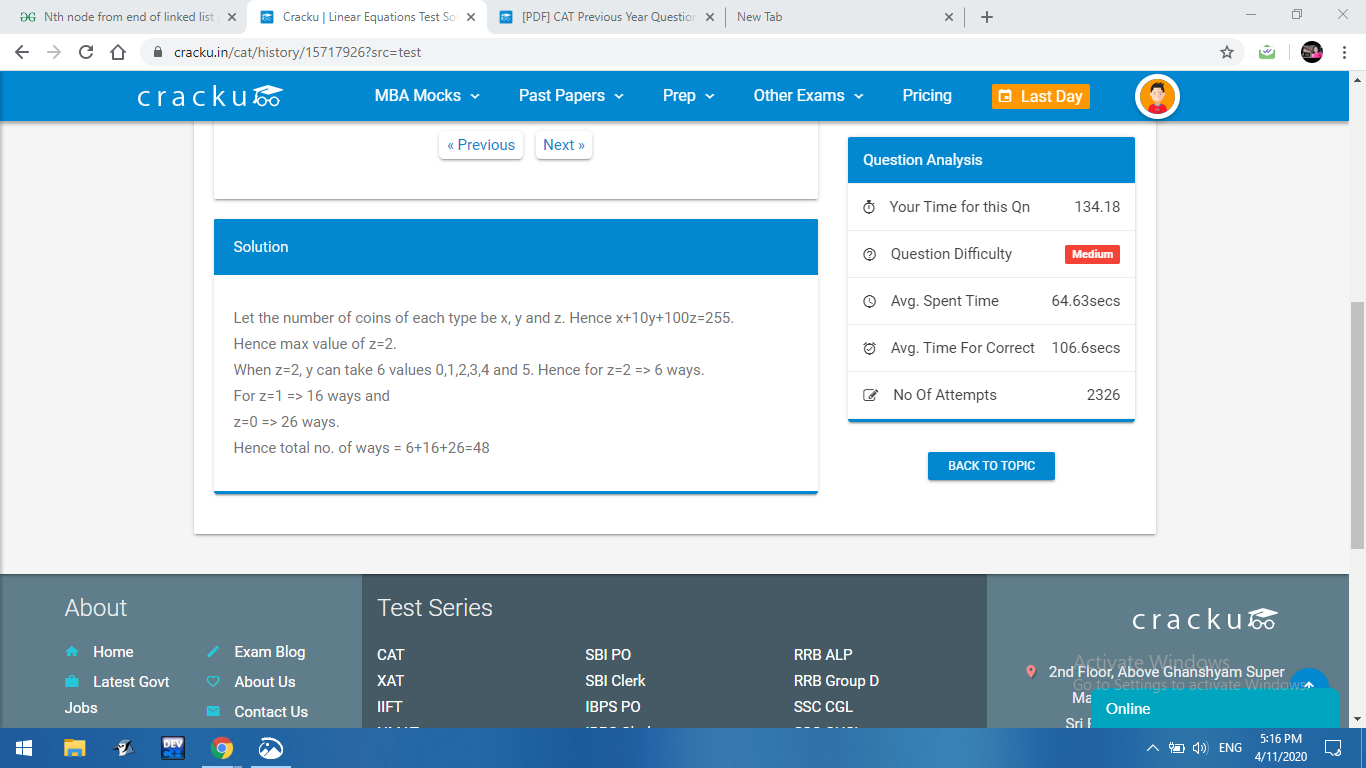 Nth node from end of linked list
Cracku | Linear Equations Test So
[PDF] CAT Previous Year Question
New Tab
cracku.in/cat/history/15717926?src=test
cracku
MBA Mocks
Past Papers
Prep
Other Exams
Pricing
Last Day
« Previous
Next »
Solution
Let the number of coins of each type be x, y and z. Hence x+10y+100z=255.
Hence max value of z=2.
When z=2, y can take 6 values 0,1,2,3,4 and 5. Hence for z=2 => 6 ways.
For z=1 => 16 ways and
z=0 => 26 ways.
Hence total no. of ways = 6+16+26=48
Question Analysis
Your Time for this Qn 134.18
Question Difficulty Medium
Avg. Spent Time 64.63secs
Avg. Time For Correct 106.6secs
No Of Attempts 2326
BACK TO TOPIC
About
Home
Latest Govt
Jobs
Exam Blog
About Us
Contact Us
Test Series
CAT
XAT
IIFT
SBI PO
SBI Clerk
IBPS PO
RRB ALP
RRB Group D
SSC CGL
cracku
2nd Floor, Above Ghanshyam Super
Ma
Sri
Activate Windows
Go to Settings to activate Windows.
Online
DEV
ENG
5:16 PM
4/11/2020